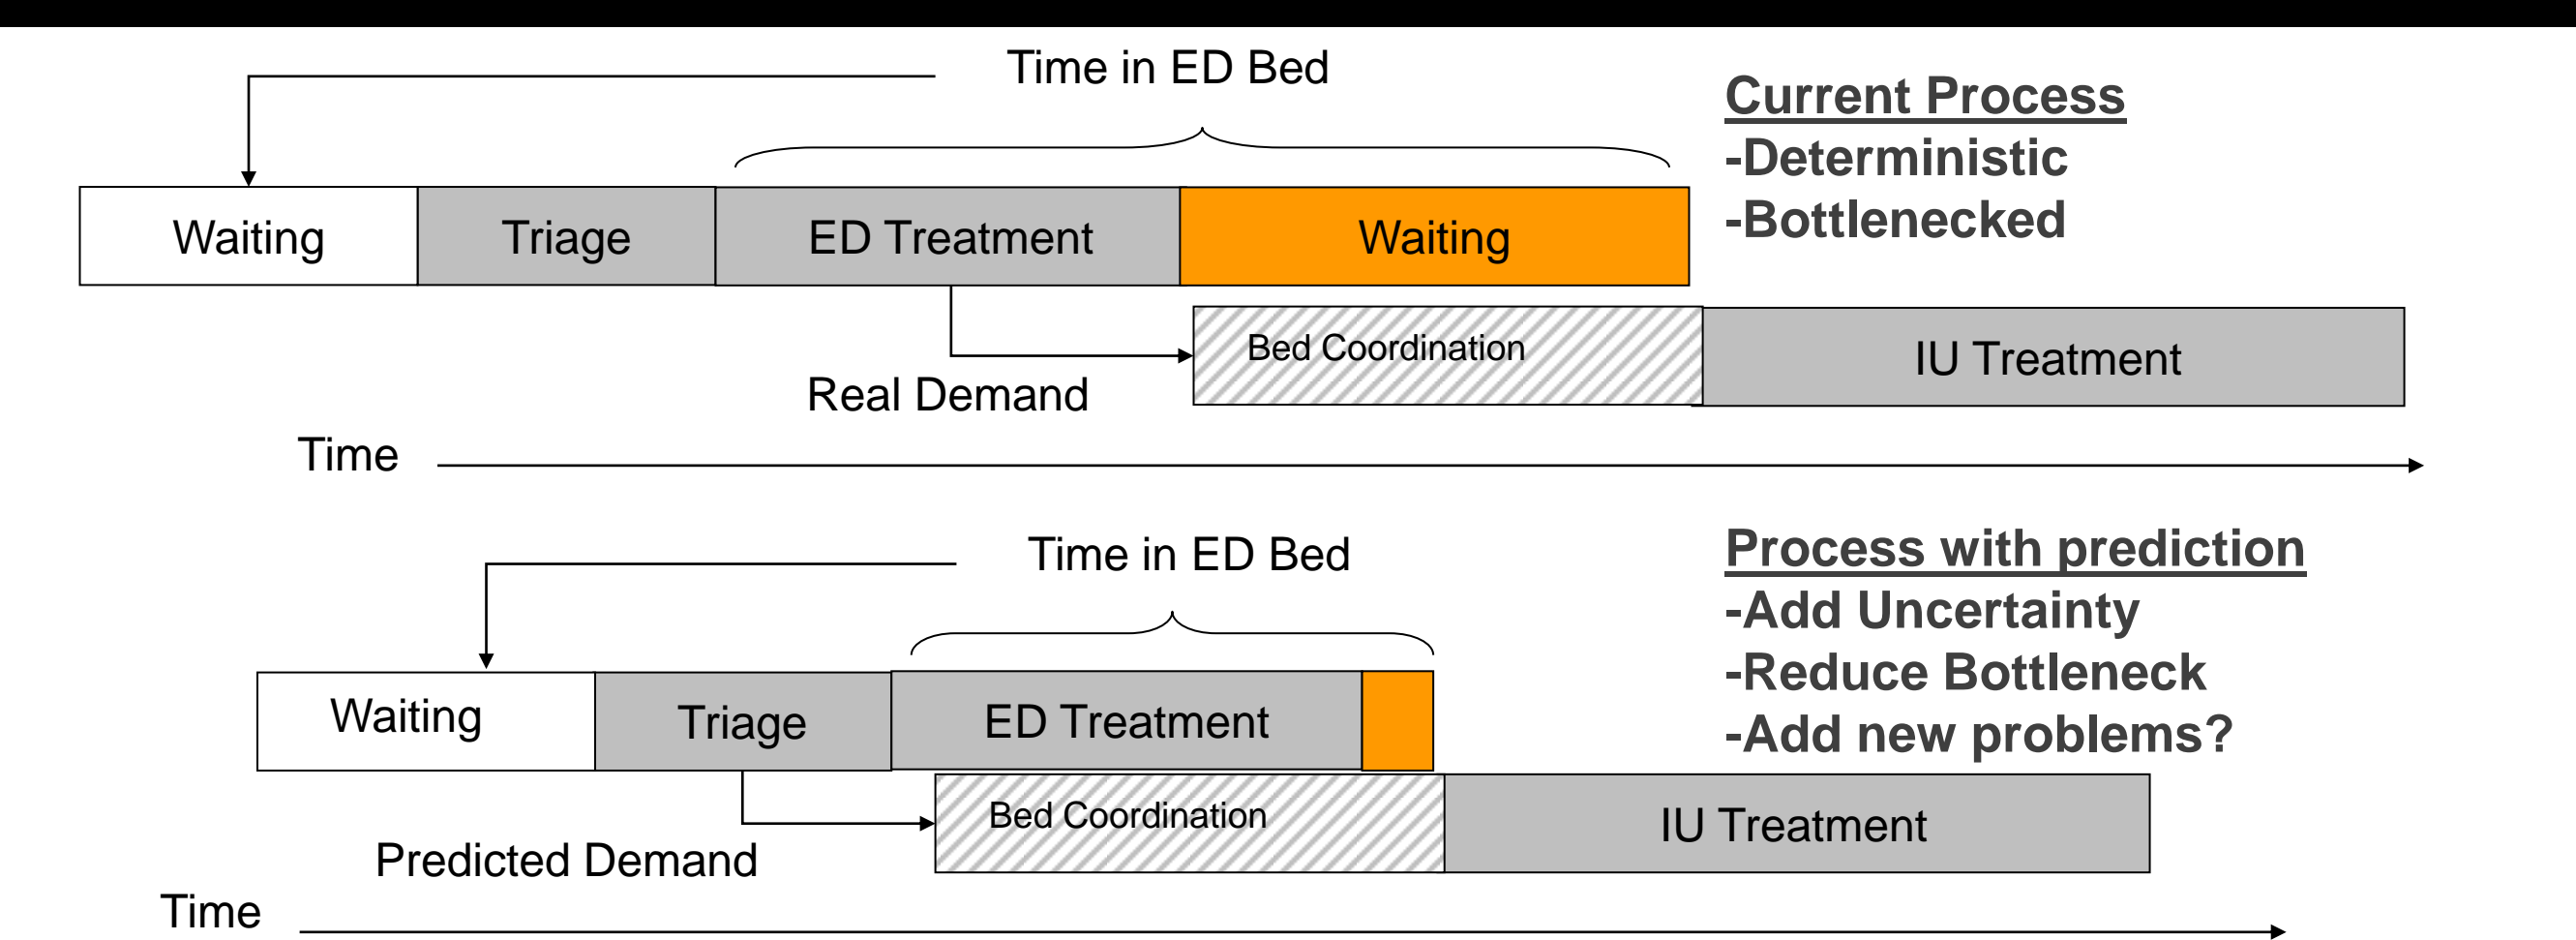 Time in ED Bed
Current Process
-Deterministic
-Bottlenecked
Waiting
Triage
ED Treatment
Waiting
Bed Coordination
IU Treatment
Real Demand
Time
Time in ED Bed
Process with prediction
-Add Uncertainty
-Reduce Bottleneck
-Add new problems?
Waiting
Triage
ED Treatment
Bed Coordination
IU Treatment
Predicted Demand
Time